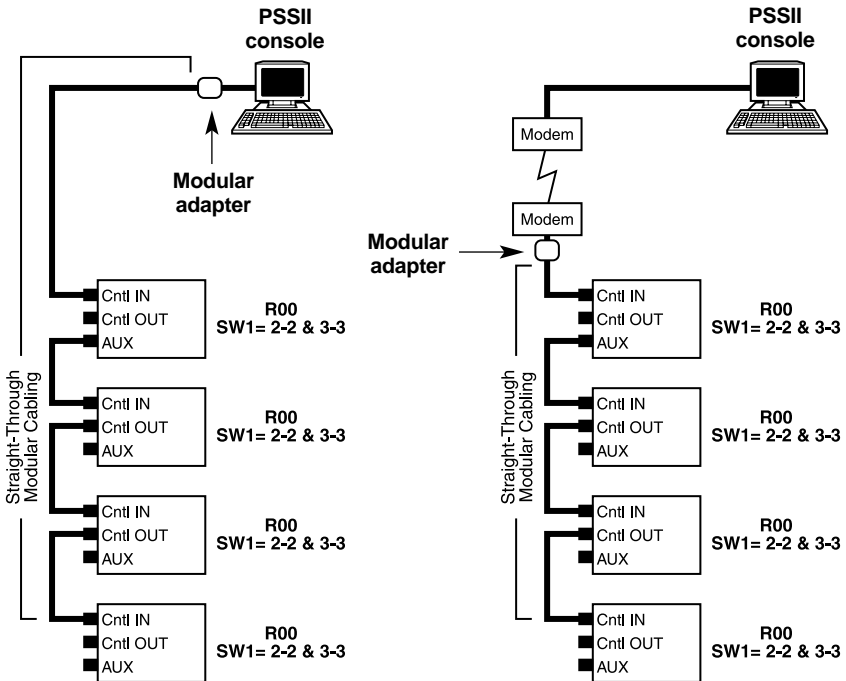 PSSII
console
Modular
adapter
Straight-Through
Modular Cabling
Cntl IN
Cntl OUT
AUX
R00
SW1= 2-2 & 3-3
Cntl IN
Cntl OUT
AUX
R00
SW1= 2-2 & 3-3
Cntl IN
Cntl OUT
AUX
R00
SW1= 2-2 & 3-3
Cntl IN
Cntl OUT
AUX
R00
SW1= 2-2 & 3-3
PSSII
console
Modem
Modem
Modular
adapter
Straight-Through
Modular Cabling
Cntl IN
Cntl OUT
AUX
R00
SW1= 2-2 & 3-3
Cntl IN
Cntl OUT
AUX
R00
SW1= 2-2 & 3-3
Cntl IN
Cntl OUT
AUX
R00
SW1= 2-2 & 3-3
Cntl IN
Cntl OUT
AUX
R00
SW1= 2-2 & 3-3